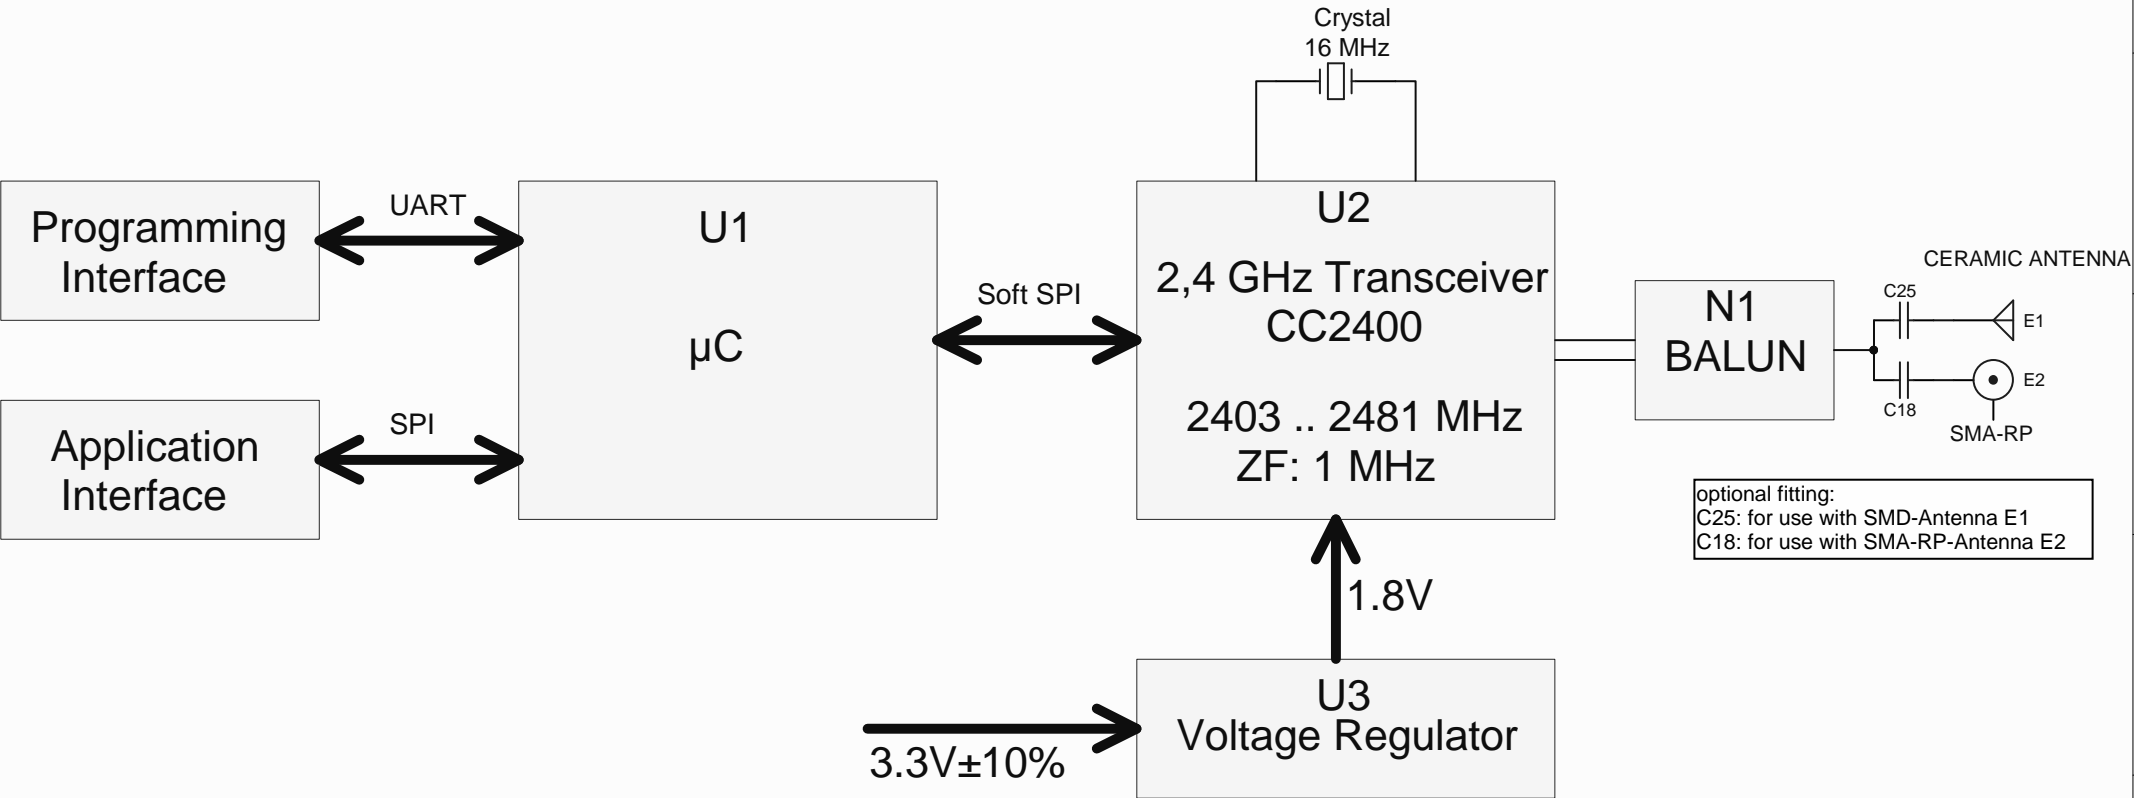 Crystal
16 MHz
Programming
Interface
UART
U1
µC
Application
Interface
SPI
Soft SPI
U2
2,4 GHz Transceiver
CC2400
2403 .. 2481 MHz
ZF: 1 MHz
N1
BALUN
CERAMIC ANTENNA
C25
E1
E2
C18
SMA-RP
optional fitting:
C25: for use with SMD-Antenna E1
C18: for use with SMA-RP-Antenna E2
1.8V
U3
Voltage Regulator
3.3V±10%